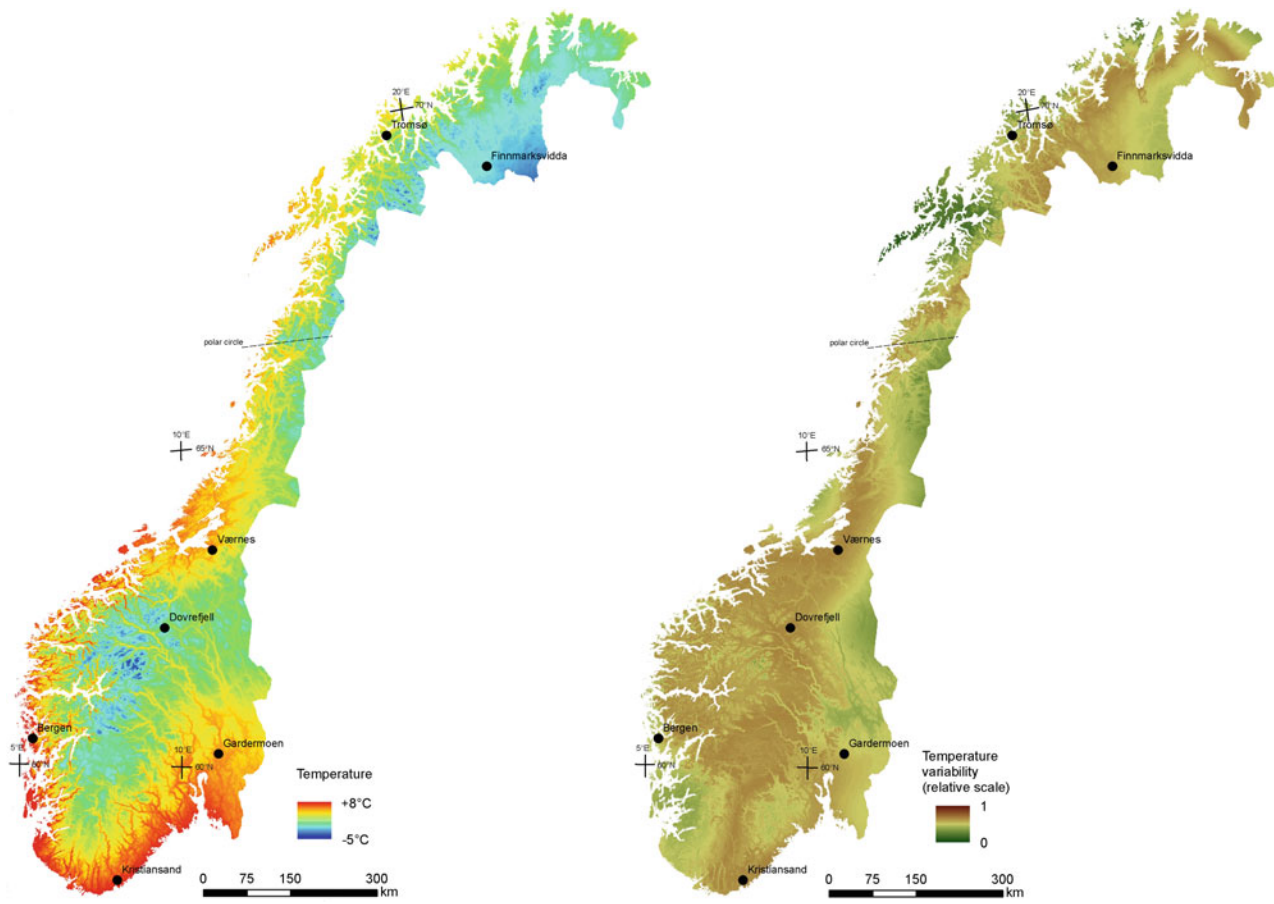 20°E
70°N
Tromsø
Finnmarksvidda
polar circle
10°E
65°N
Værnes
Dovrefjell
Bergen
5°E
60°N
Gardermoen
10°E
60°N
Temperature
+8°C
-5°C
Kristiansand
0 75 150 300
km
20°E
70°N
Tromsø
Finnmarksvidda
polar circle
10°E
65°N
Værnes
Dovrefjell
Bergen
5°E
60°N
Gardermoen
10°E
60°N
Temperature
variability
(relative scale)
1
0
Kristiansand
0 75 150 300
km